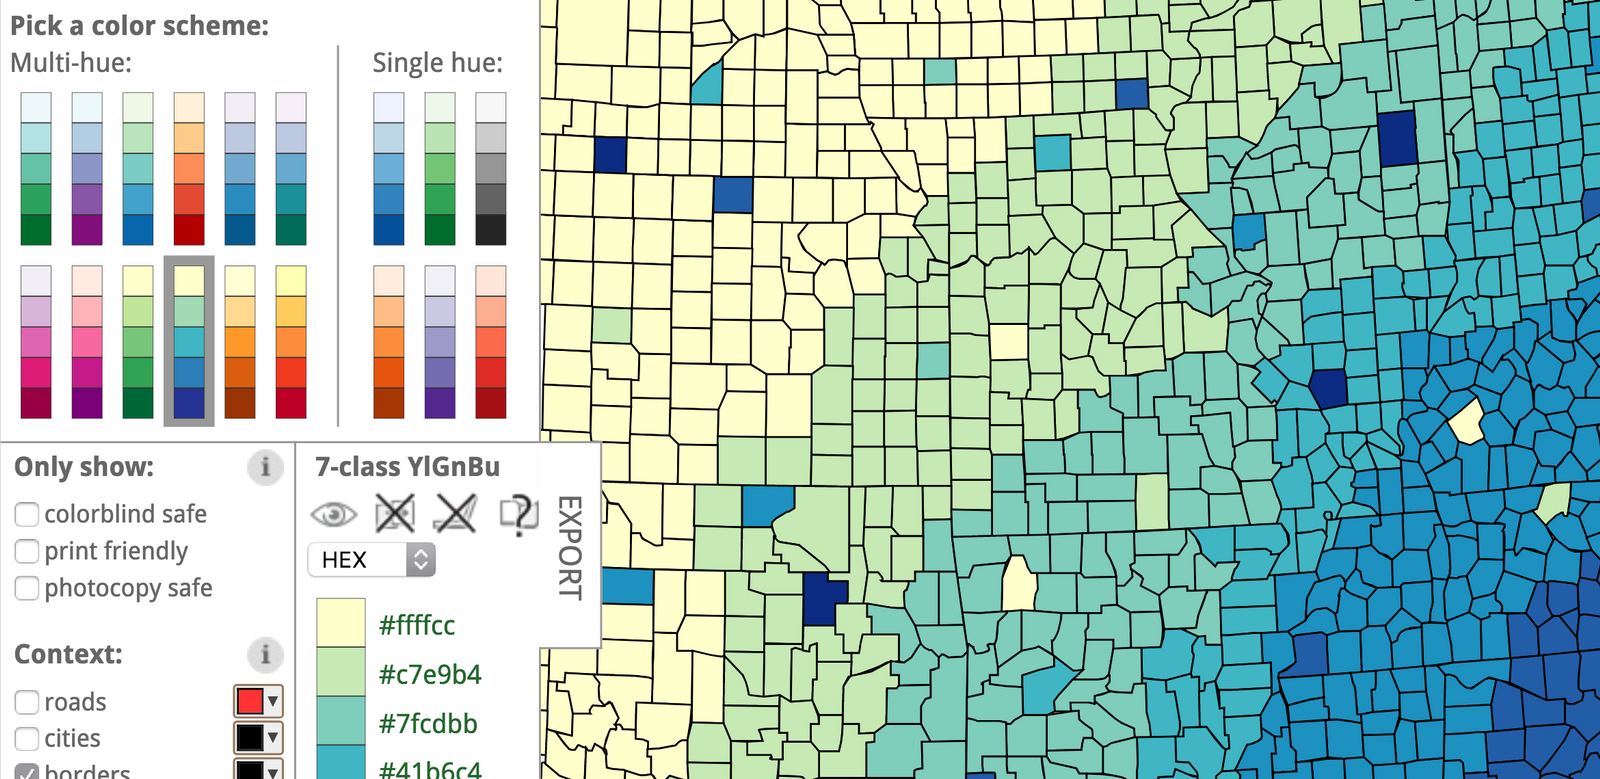 Pick a color scheme:
Multi-hue:
Single hue:
Only show:
i
colorblind safe
print friendly
photocopy safe
Context:
i
roads
cities
borders
7-class YlGnBu
HEX
#ffffcc
#c7e9b4
#7fcdbb
#41b6c4
EXPORT